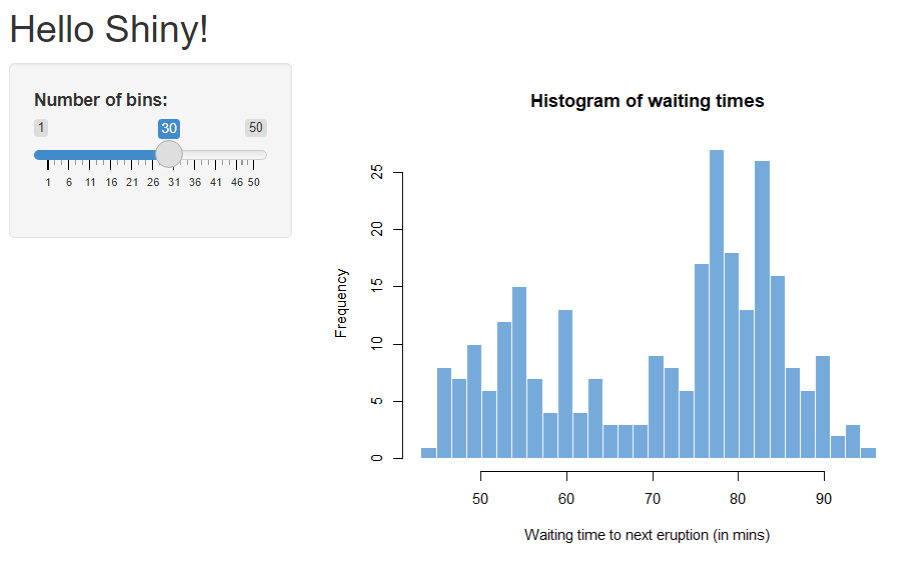 Hello Shiny!
Number of bins:
1 30 50
1 6 11 16 21 26 31 36 41 46 50
Histogram of waiting times
Frequency
25
20
15
10
5
0
50 60 70 80 90
Waiting time to next eruption (in mins)